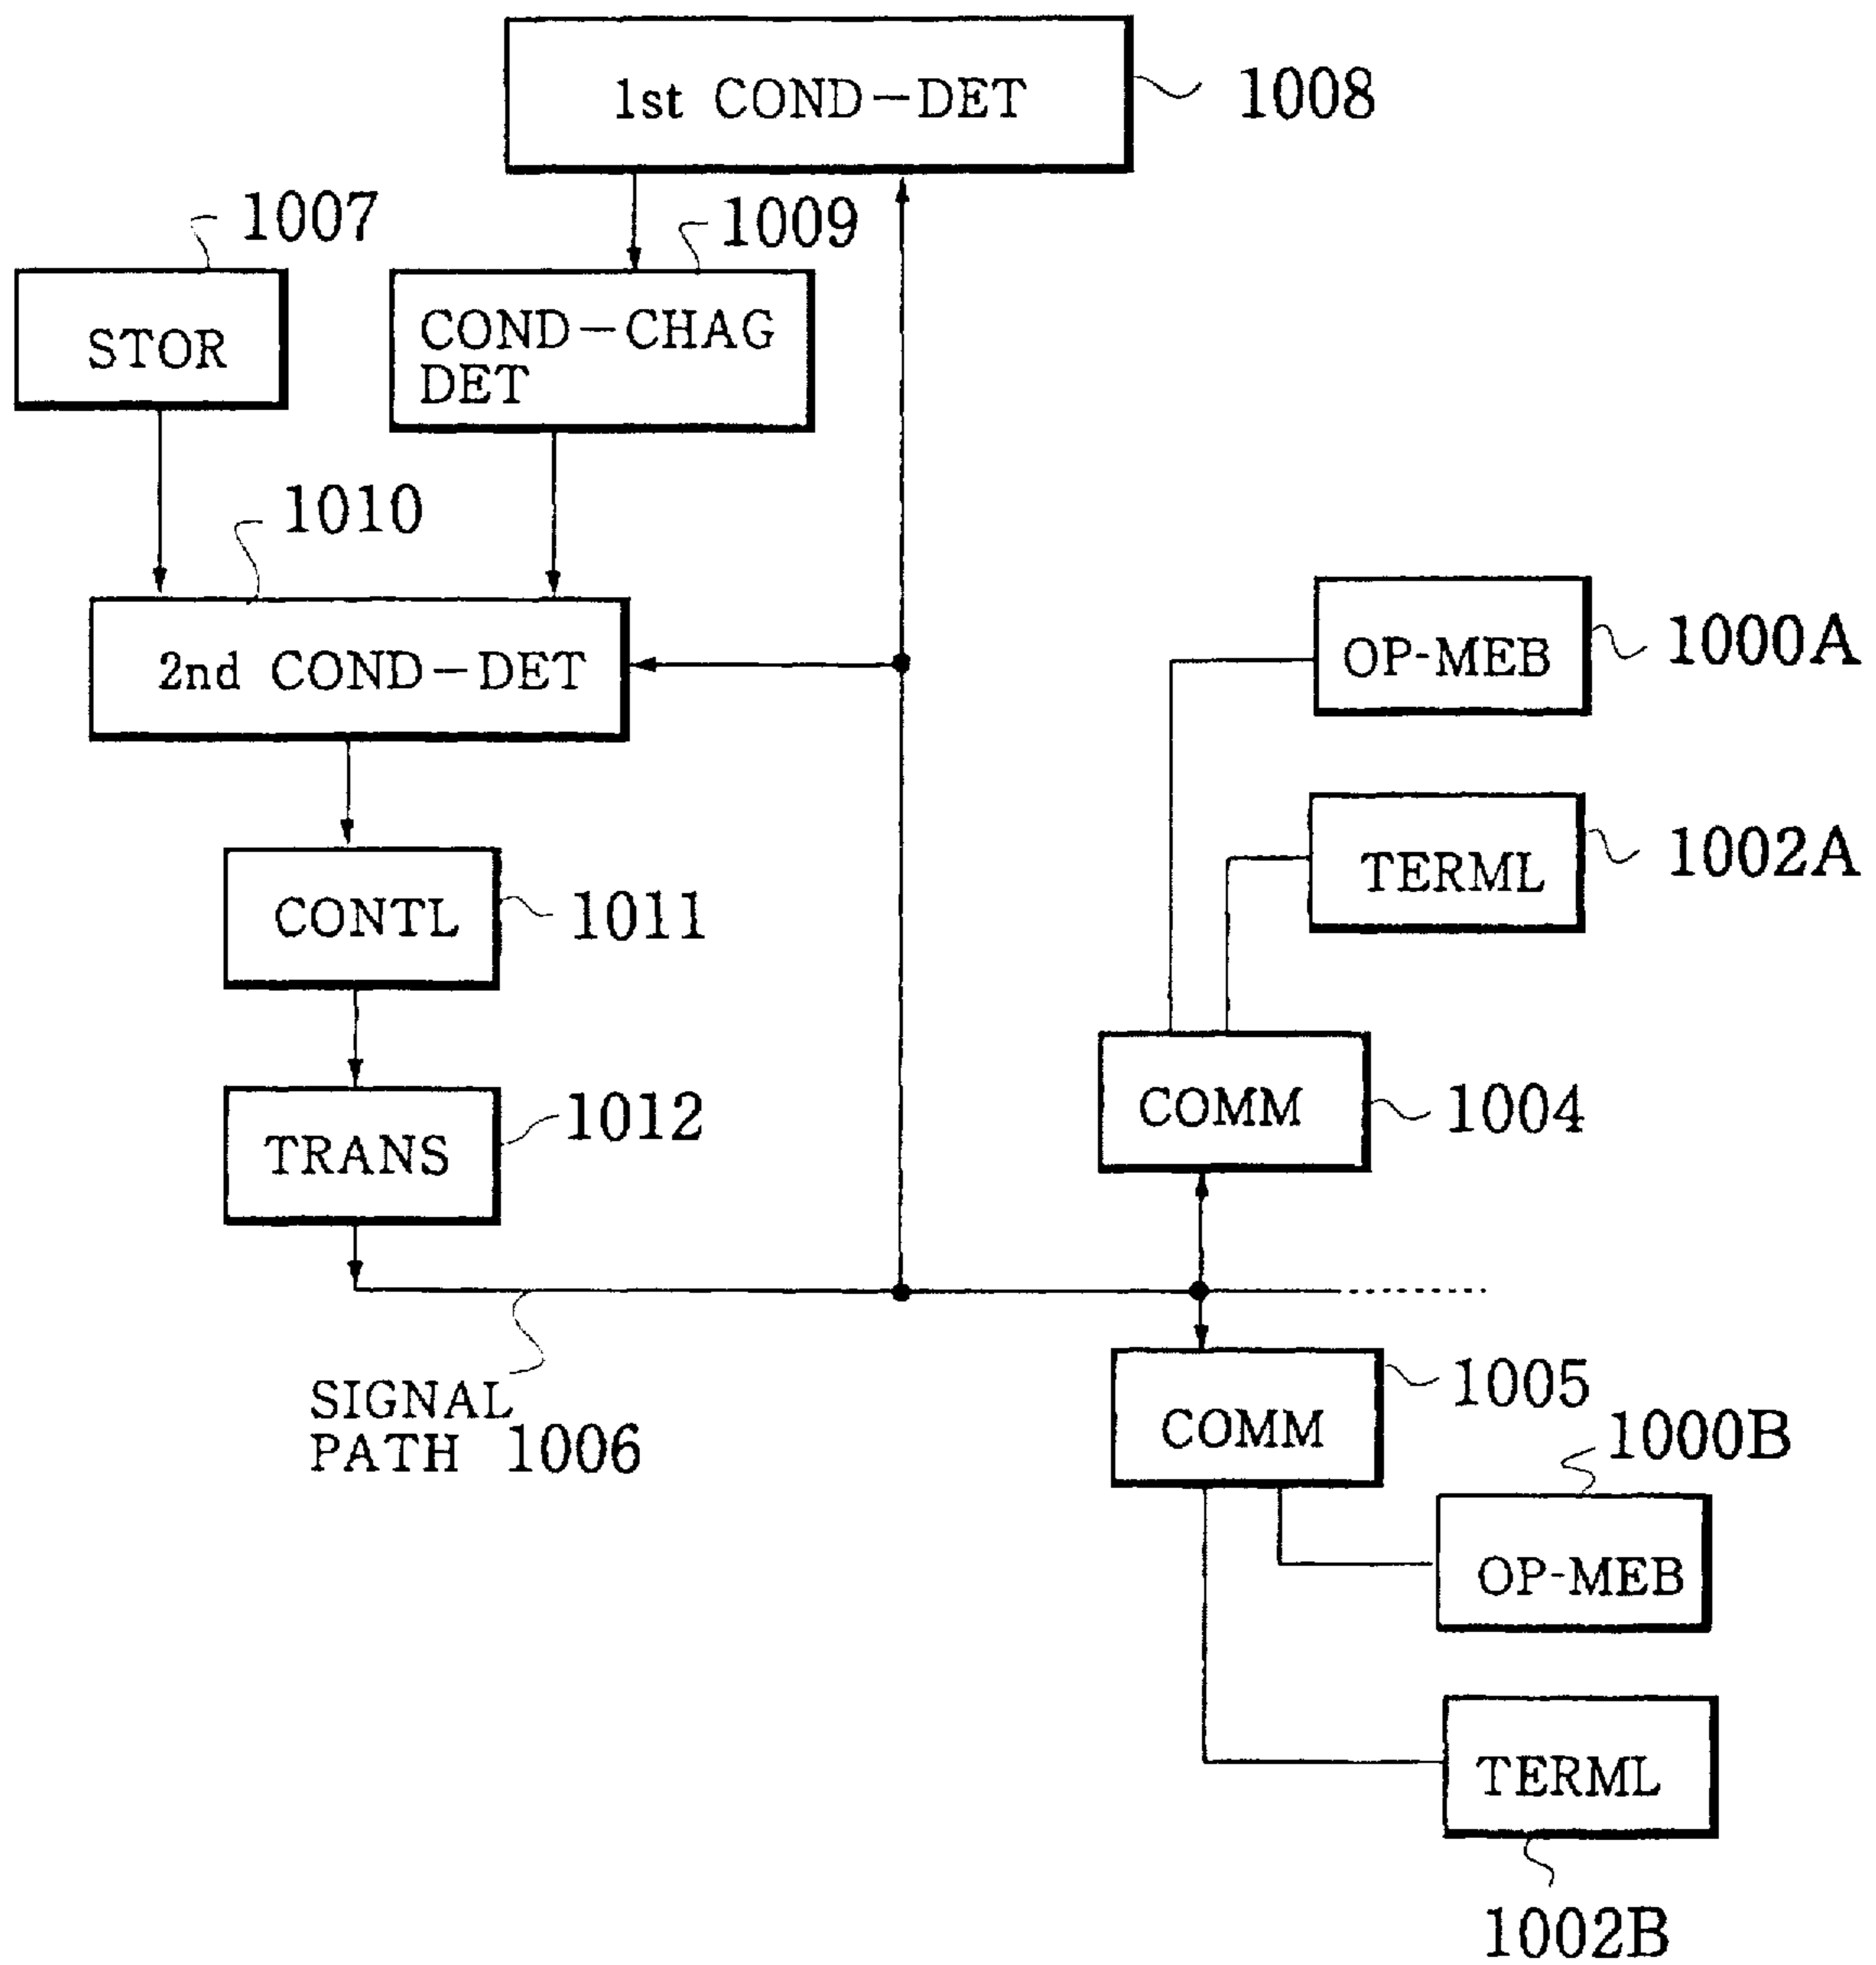 1st COND-DET
1008
1007
1009
STOR
COND-CHAG
DET
1010
2nd COND-DET
OP-MEB
1000A
TERML
1002A
CONTL
1011
COMM
1004
TRANS
1012
SIGNAL
PATH 1006
COMM
1005
1000B
OP-MEB
TERML
1002B